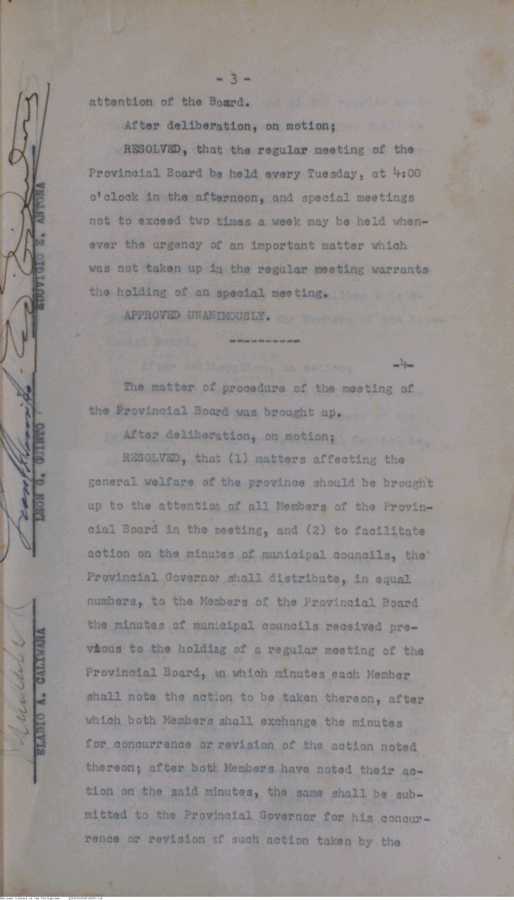 - 3 -
attention of the Board.
After deliberation, on motion;
RESOLVED, that the regular meeting of the
Provincial Board be held every Tuesday, at 4:00
o'clock in the afternoon, and special meetings
not to exceed two times a week may be held when-
ever the urgency of an important matter which
was not taken up in the regular meeting warrants
the holding of an special meeting.
APPROVED UNANIMOUSLY.
----------
-4-
The matter of procedure of the meeting of
the Provincial Board was brought up.
After deliberation, on motion;
RESOLVED, that (1) matters affecting the
general welfare of the province should be brought
up to the attention of all Members of the Provin-
cial Board in the meeting, and (2) to facilitate
action on the minutes of municipal councils, the
Provincial Governor shall distribute, in equal
numbers, to the Members of the Provincial Board
the minutes of municipal councils received pre-
vious to the holding of a regular meeting of the
Provincial Board, on which minutes each Member
shall note the action to be taken thereon, after
which both Members shall exchange the minutes
for concurrence or revision of the action noted
thereon; after both Members have noted their ac-
tion on the said minutes, the same shall be sub-
mitted to the Provincial Governor for his concur-
rence or revision of such action taken by the
ELADIO A. CALIWARA
LEON G. GUINTO
EDUVIGIO E. ANTONA